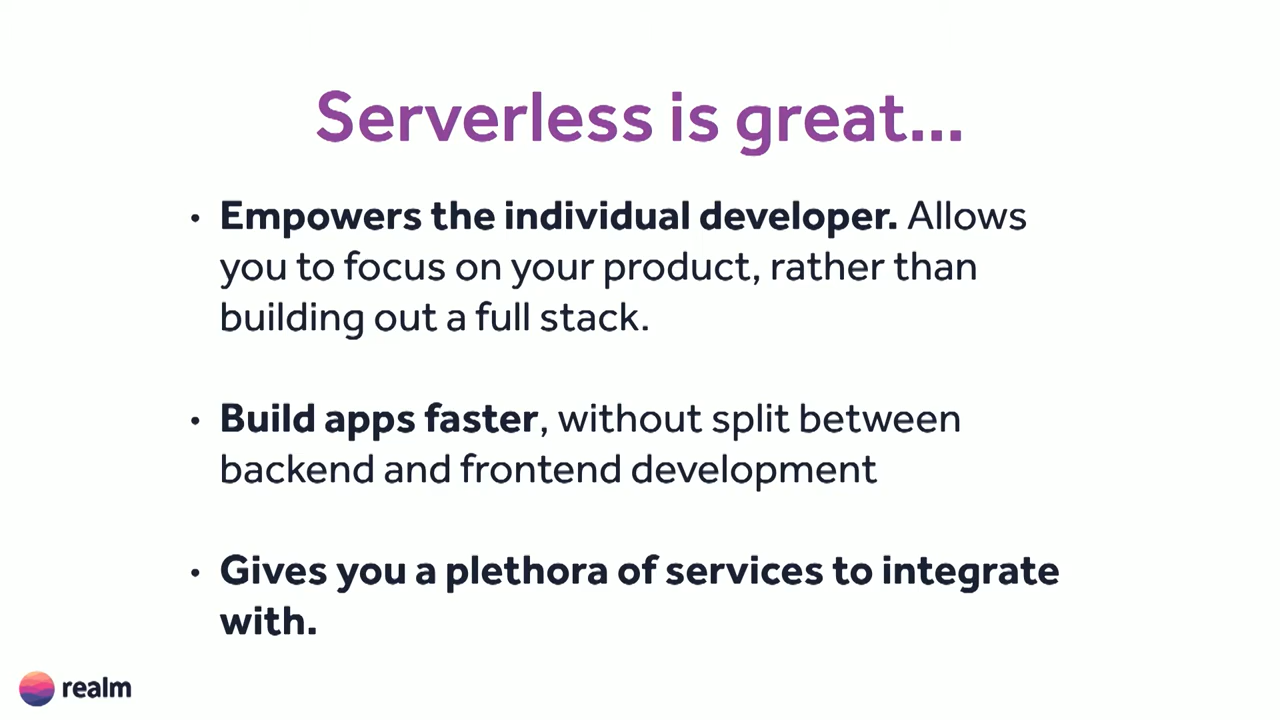 Serverless is great...
• Empowers the individual developer. Allows
you to focus on your product, rather than
building out a full stack.
• Build apps faster, without split between
backend and frontend development
• Gives you a plethora of services to integrate
with.
realm